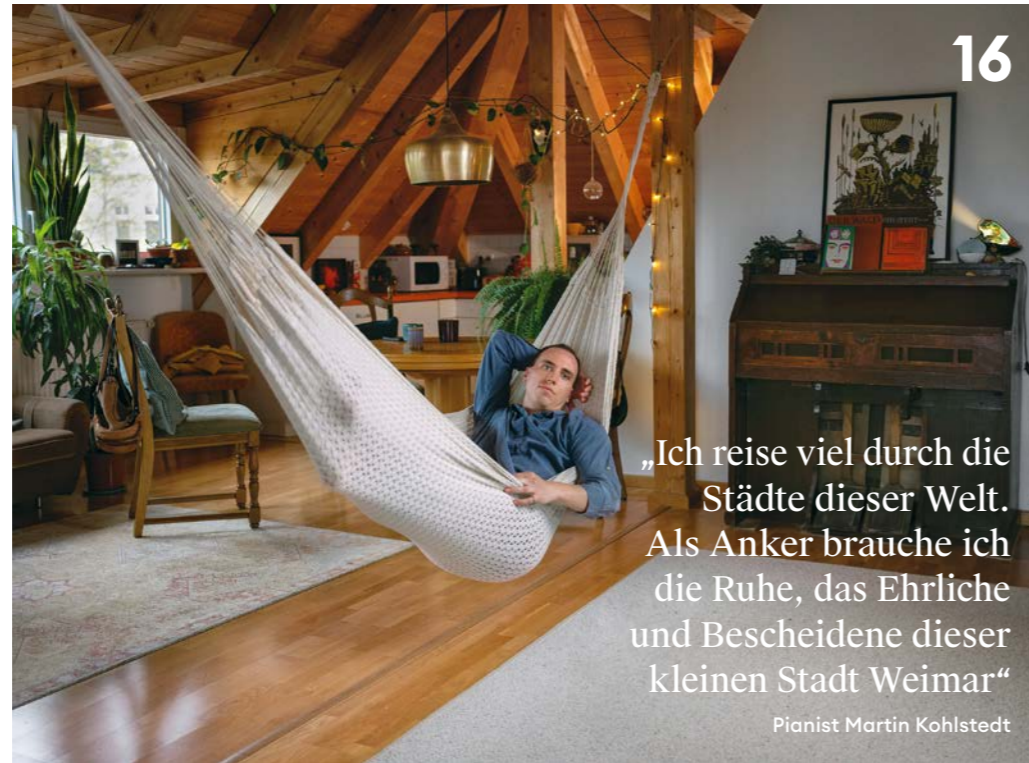 16
„Ich reise viel durch die
Städte dieser Welt.
Als Anker brauche ich
die Ruhe, das Ehrliche
und Bescheidene dieser
kleinen Stadt Weimar“
Pianist Martin Kohlstedt